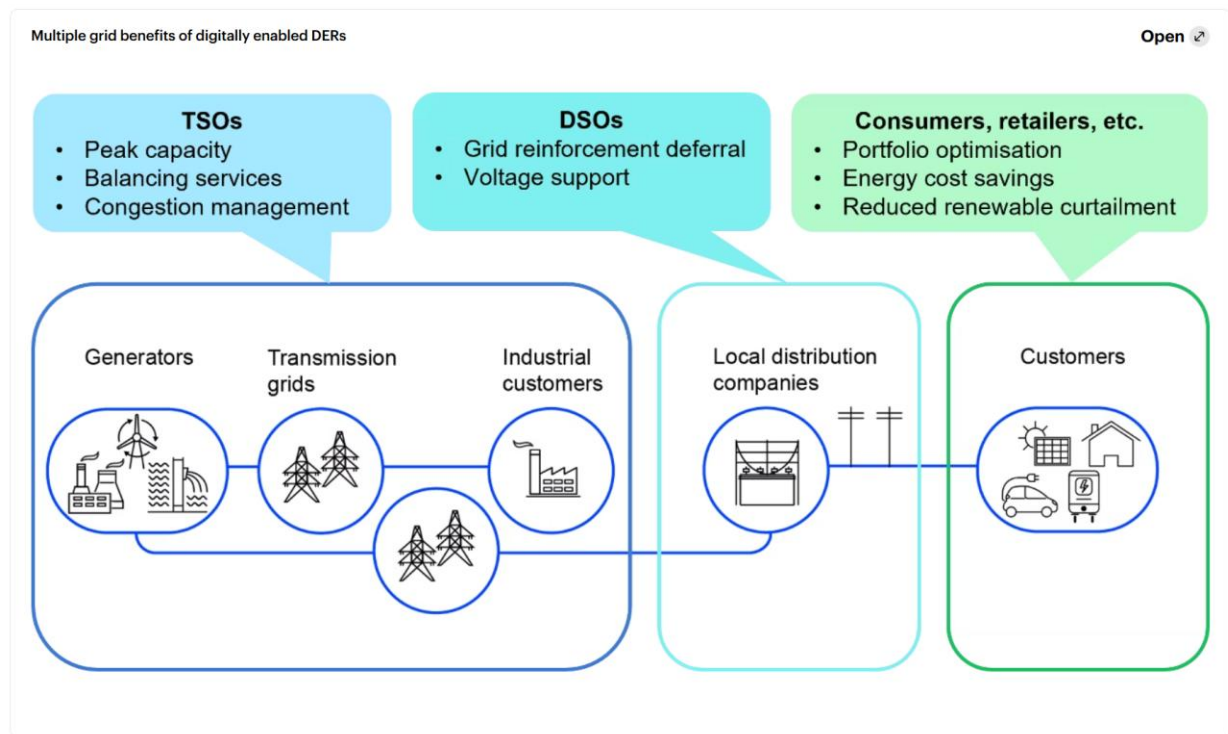 Multiple grid benefits of digitally enabled DERs
Open
TSOs
• Peak capacity
• Balancing services
• Congestion management
DSOs
• Grid reinforcement deferral
• Voltage support
Consumers, retailers, etc.
• Portfolio optimisation
• Energy cost savings
• Reduced renewable curtailment
Generators
Transmission
grids
Industrial
customers
Local distribution
companies
Customers